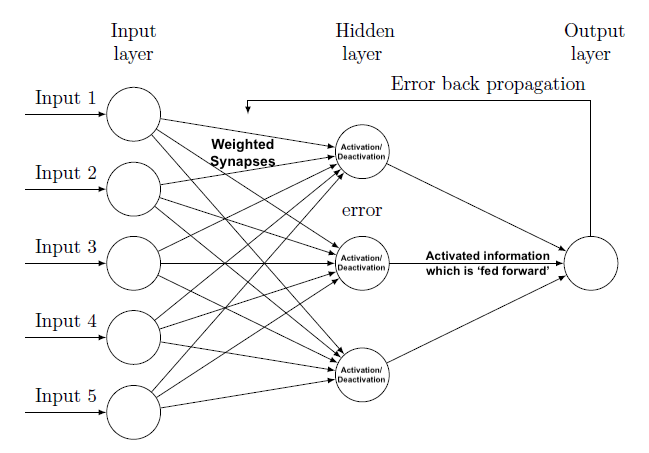 Input
layer
Hidden
layer
Output
layer
Error back propagation
Input 1
Weighted
Synapses
Activation/
Deactivation
Input 2
error
Input 3
Activation/
Deactivation
Activated information
which is ‘fed forward’
Input 4
Activation/
Deactivation
Input 5